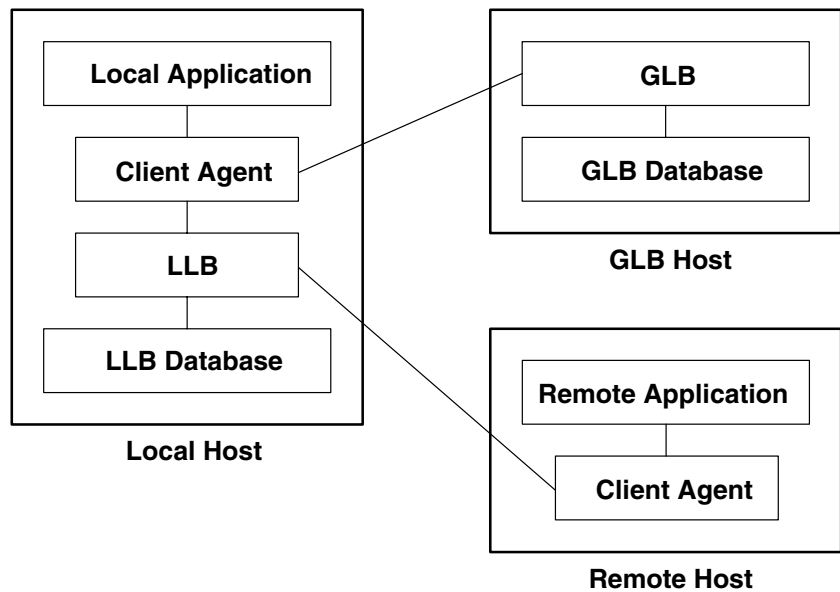 Local Application
Client Agent
LLB
LLB Database
Local Host
GLB
GLB Database
GLB Host
Remote Application
Client Agent
Remote Host